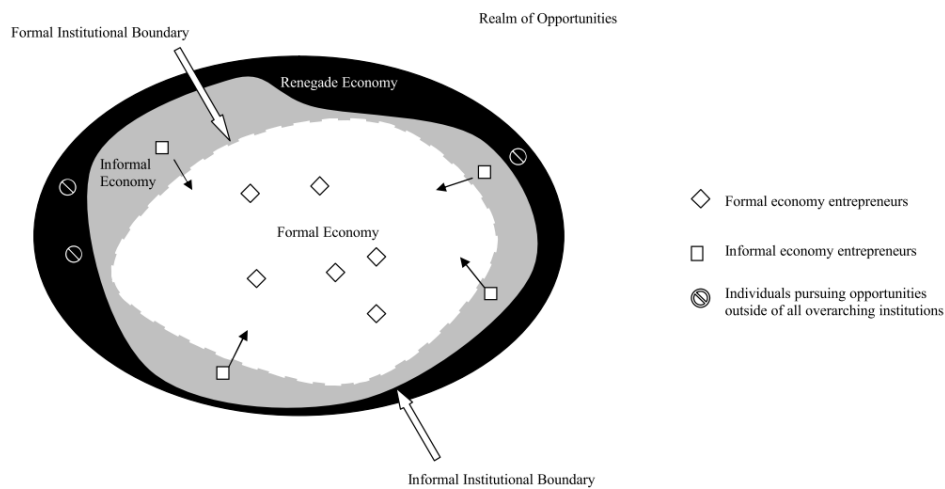 Realm of Opportunities
Formal Institutional Boundary
Renegade Economy
Informal
Economy
Formal Economy
Formal economy entrepreneurs
Informal economy entrepreneurs
Individuals pursuing opportunities
outside of all overarching institutions
Informal Institutional Boundary